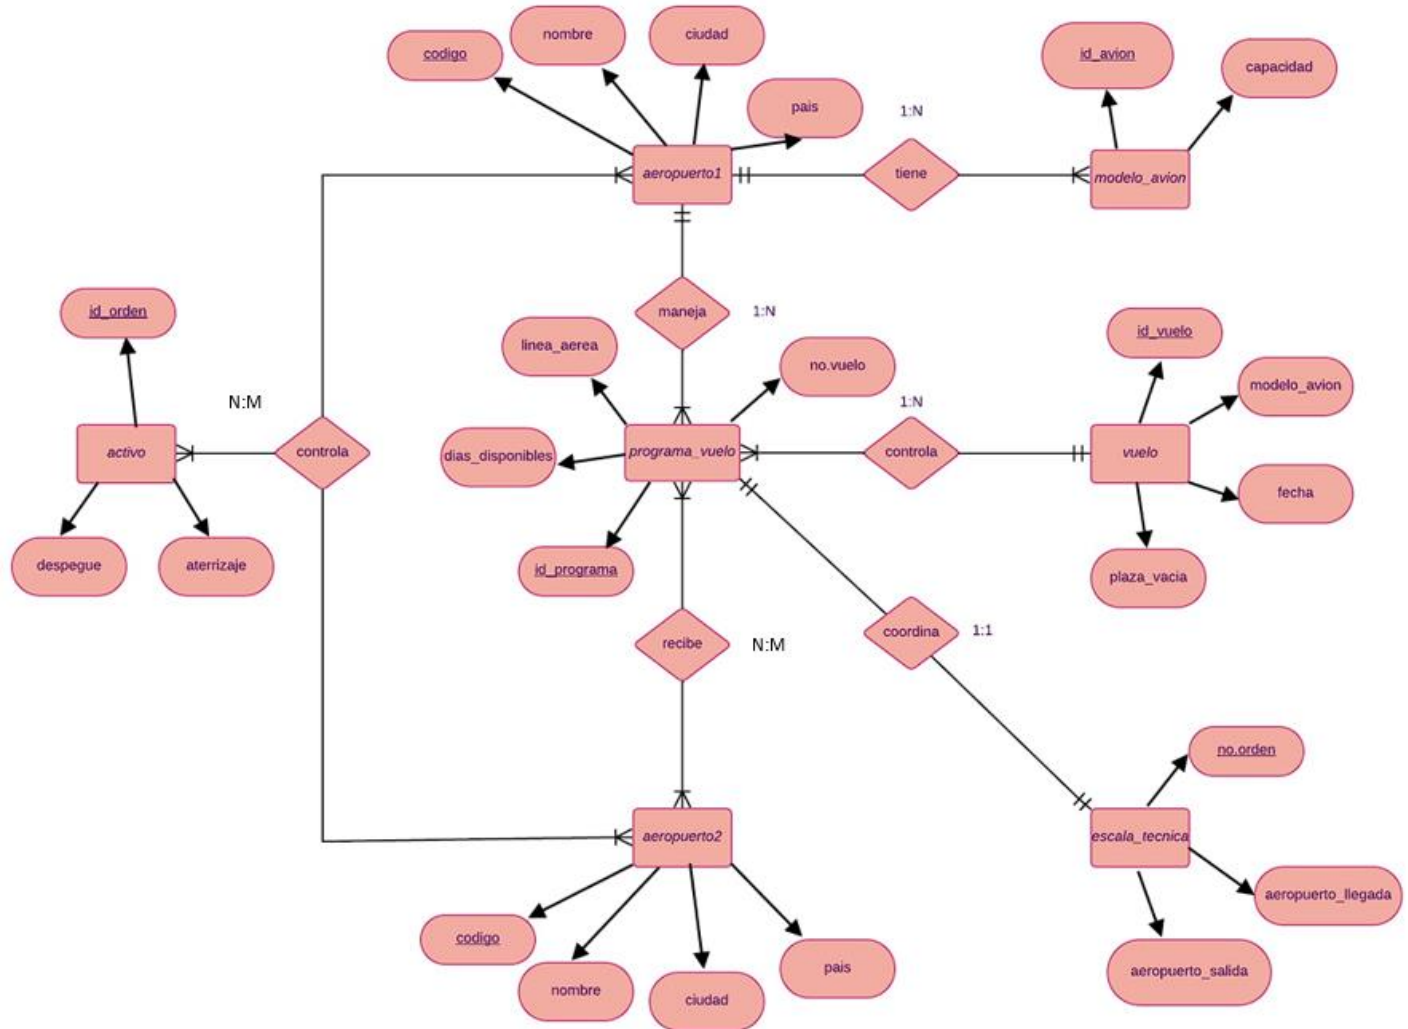 nombre
ciudad
codigo
id_avion
capacidad
pais
1:N
aeropuerto1
tiene
modelo_avion
id_orden
maneja
1:N
linea_aerea
no.vuelo
id_vuelo
modelo_avion
N:M
1:N
activo
controla
dias_disponibles
programa_vuelo
controla
vuelo
fecha
despegue
aterrizaje
id_programa
plaza_vacia
recibe
N:M
coordina
1:1
no.orden
aeropuerto2
escala_tecnica
aeropuerto_llegada
codigo
nombre
ciudad
pais
aeropuerto_salida